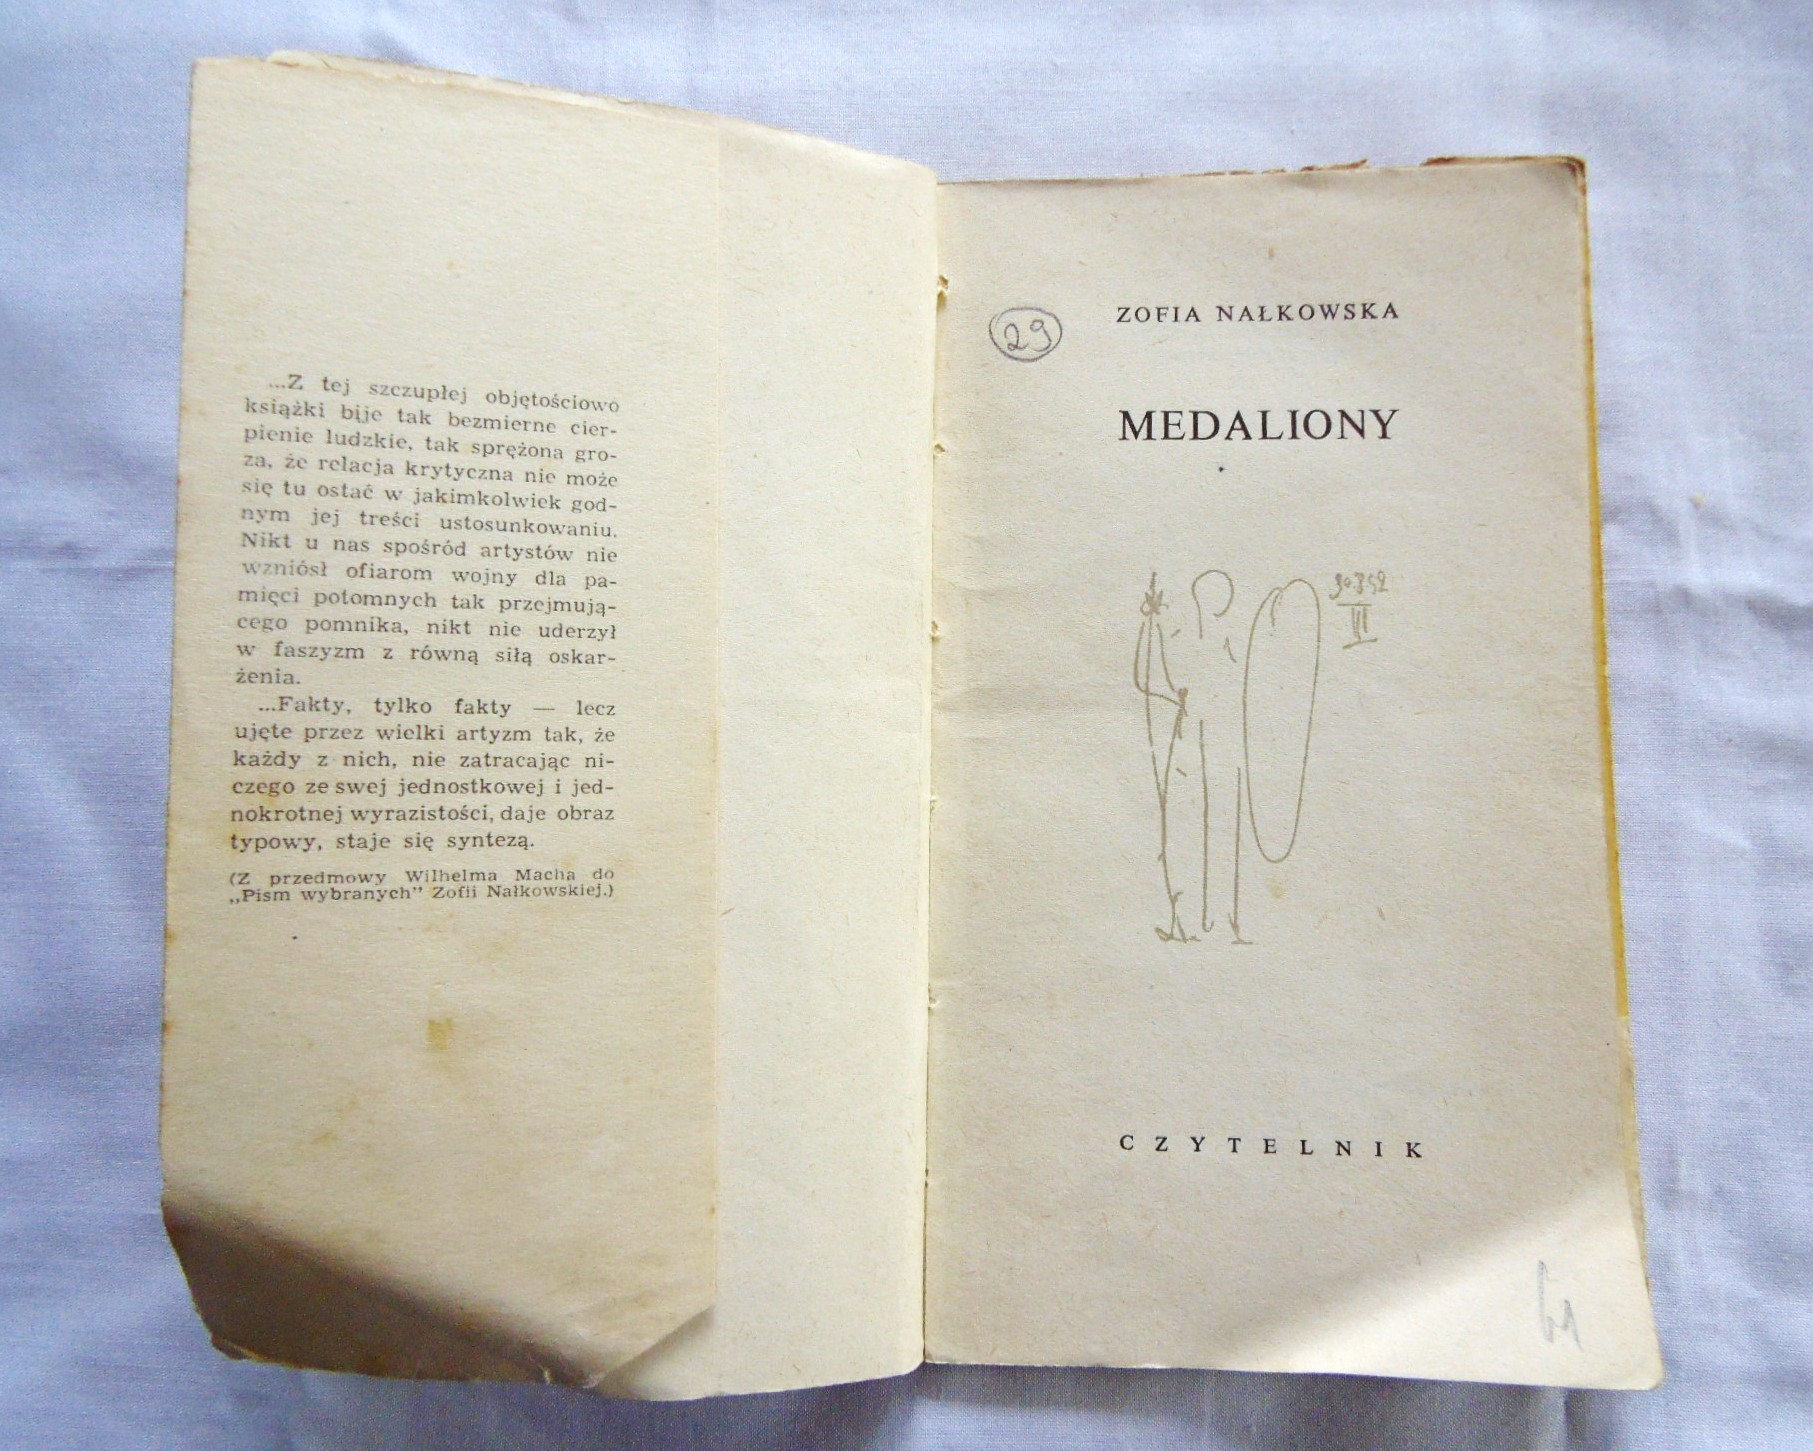 ...Z tej szczupłej objętościowo
książki bije tak bezmierne cier-
pienie ludzkie, tak sprężona gro-
za, że relacja krytyczna nie może
się tu ostać w jakimkolwiek god-
nym jej treści ustosunkowaniu.
Nikt u nas spośród artystów nie
wzniósł ofiarom wojny dla pa-
mięci potomnych tak przejmują-
cego pomnika, nikt nie uderzył
w faszyzm z równą siłą oskar-
żenia.
...Fakty, tylko fakty — lecz
ujęte przez wielki artyzm tak, że
każdy z nich, nie zatracając ni-
czego ze swej jednostkowej i jed-
nokrotnej wyrazistości, daje obraz
typowy, staje się syntezą.
(Z przedmowy Wilhelma Macha do
„Pism wybranych" Zofii Nałkowskiej.)
29
ZOFIA NAŁKOWSKA
MEDALIONY
VI
CZYTELNIK